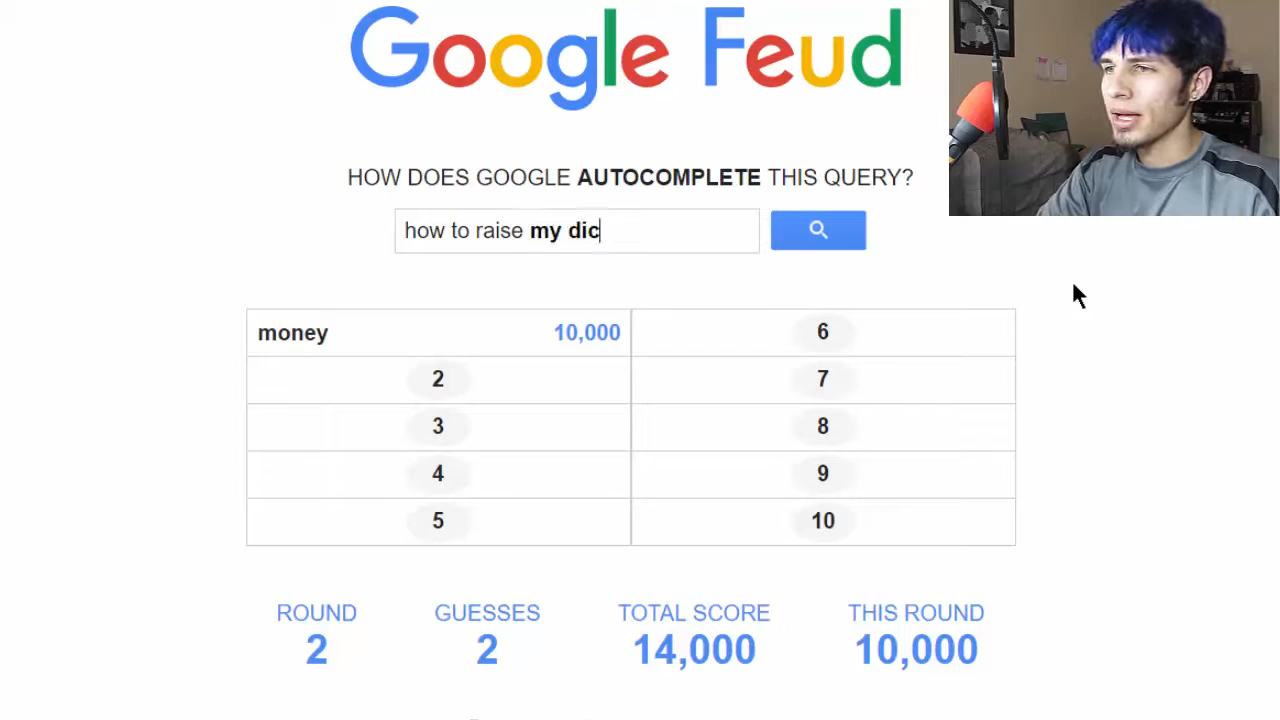 Google Feud
HOW DOES GOOGLE AUTOCOMPLETE THIS QUERY?
how to raise my dic
money 10,000 6
2 7
3 8
4 9
5 10
ROUND GUESSES TOTAL SCORE THIS ROUND
2 2 14,000 10,000